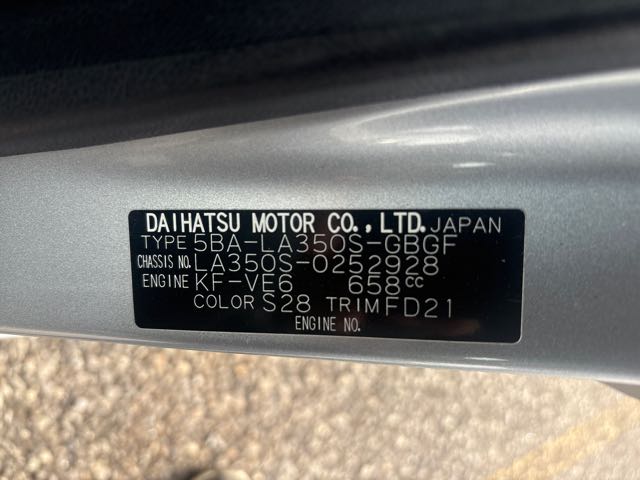 DAIHATSU MOTOR CO.,LTD. JAPAN
TYPE 5BA-LA350S-GBGF
CHASSIS NO. LA350S-0252928
ENGINE KF-VE6 658cc
COLOR S28 TRIM FD21
ENGINE NO.